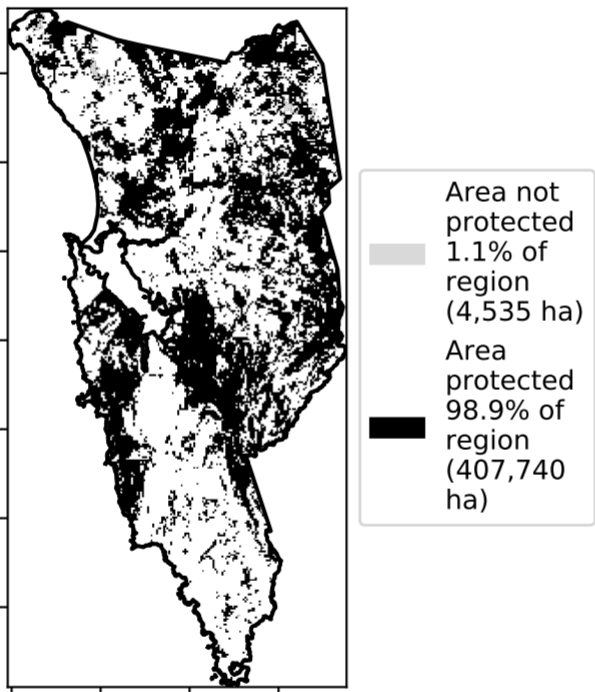 Area not
protected
1.1% of
region
(4,535 ha)
Area
protected
98.9% of
region
(407,740
ha)